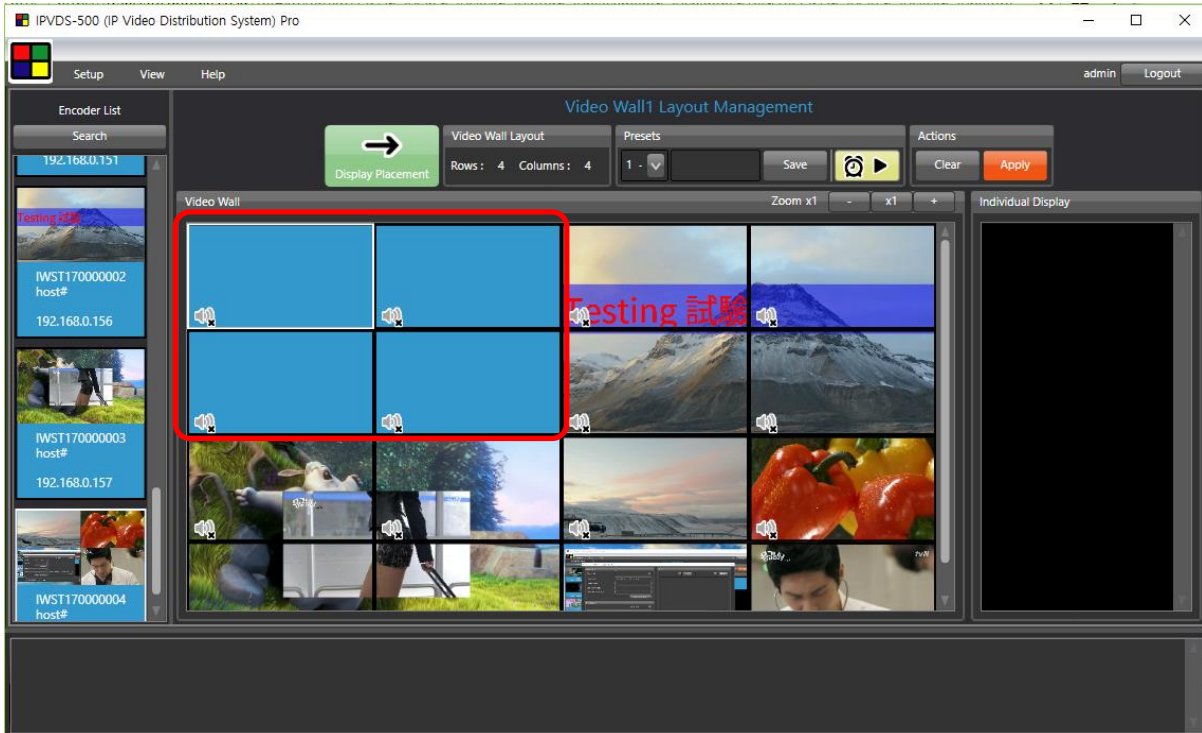 IPVDS-500 (IP Video Distribution System) Pro
Setup View Help
admin Logout
Encoder List
Search
192.168.0.151
Testing 試驗
IWST170000002
host#
192.168.0.156
IWST170000003
host#
192.168.0.157
IWST170000004
host#
Video Wall1 Layout Management
Display Placement
Video Wall Layout
Rows : 4 Columns : 4
Presets
1 -
Save
Actions
Clear
Apply
Video Wall
Zoom x1 - x1 +
Testing 試驗
tvN
Individual Display